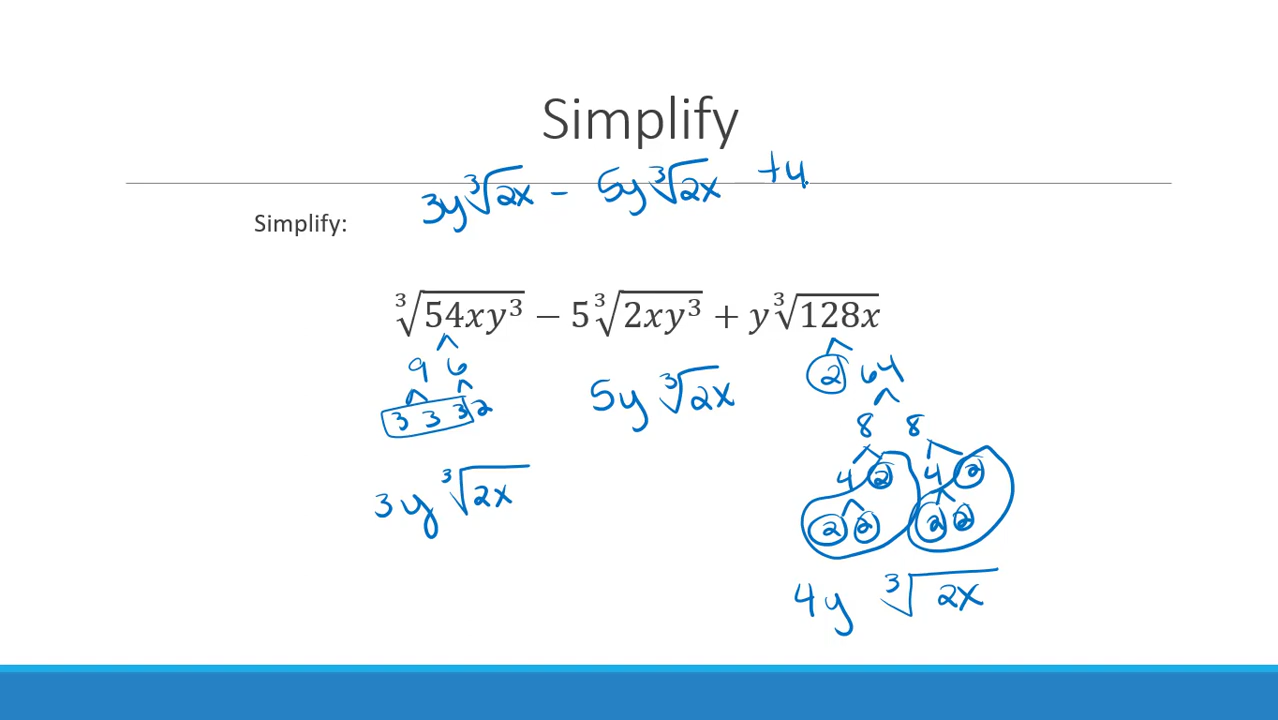 Simplify
3y∛2x − 5y∛2x +4
Simplify:
∛54xy³ − 5∛2xy³ + y∛128x
9 6 2 64
3 3 3 2 5y ∛2x 8 8
4 2 4 2
3y ∛2x 2 2 2 2
4y ∛2x